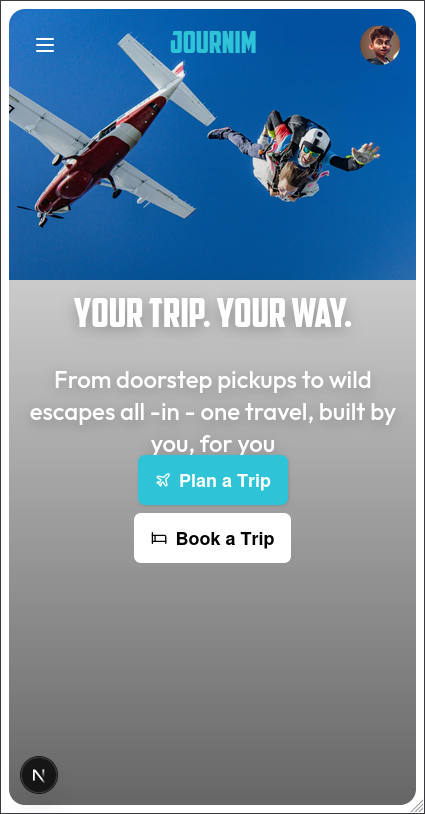 JOURNIM
YOUR TRIP. YOUR WAY.
From doorstep pickups to wild
escapes all -in - one travel, built by
you, for you
Plan a Trip
Book a Trip
N